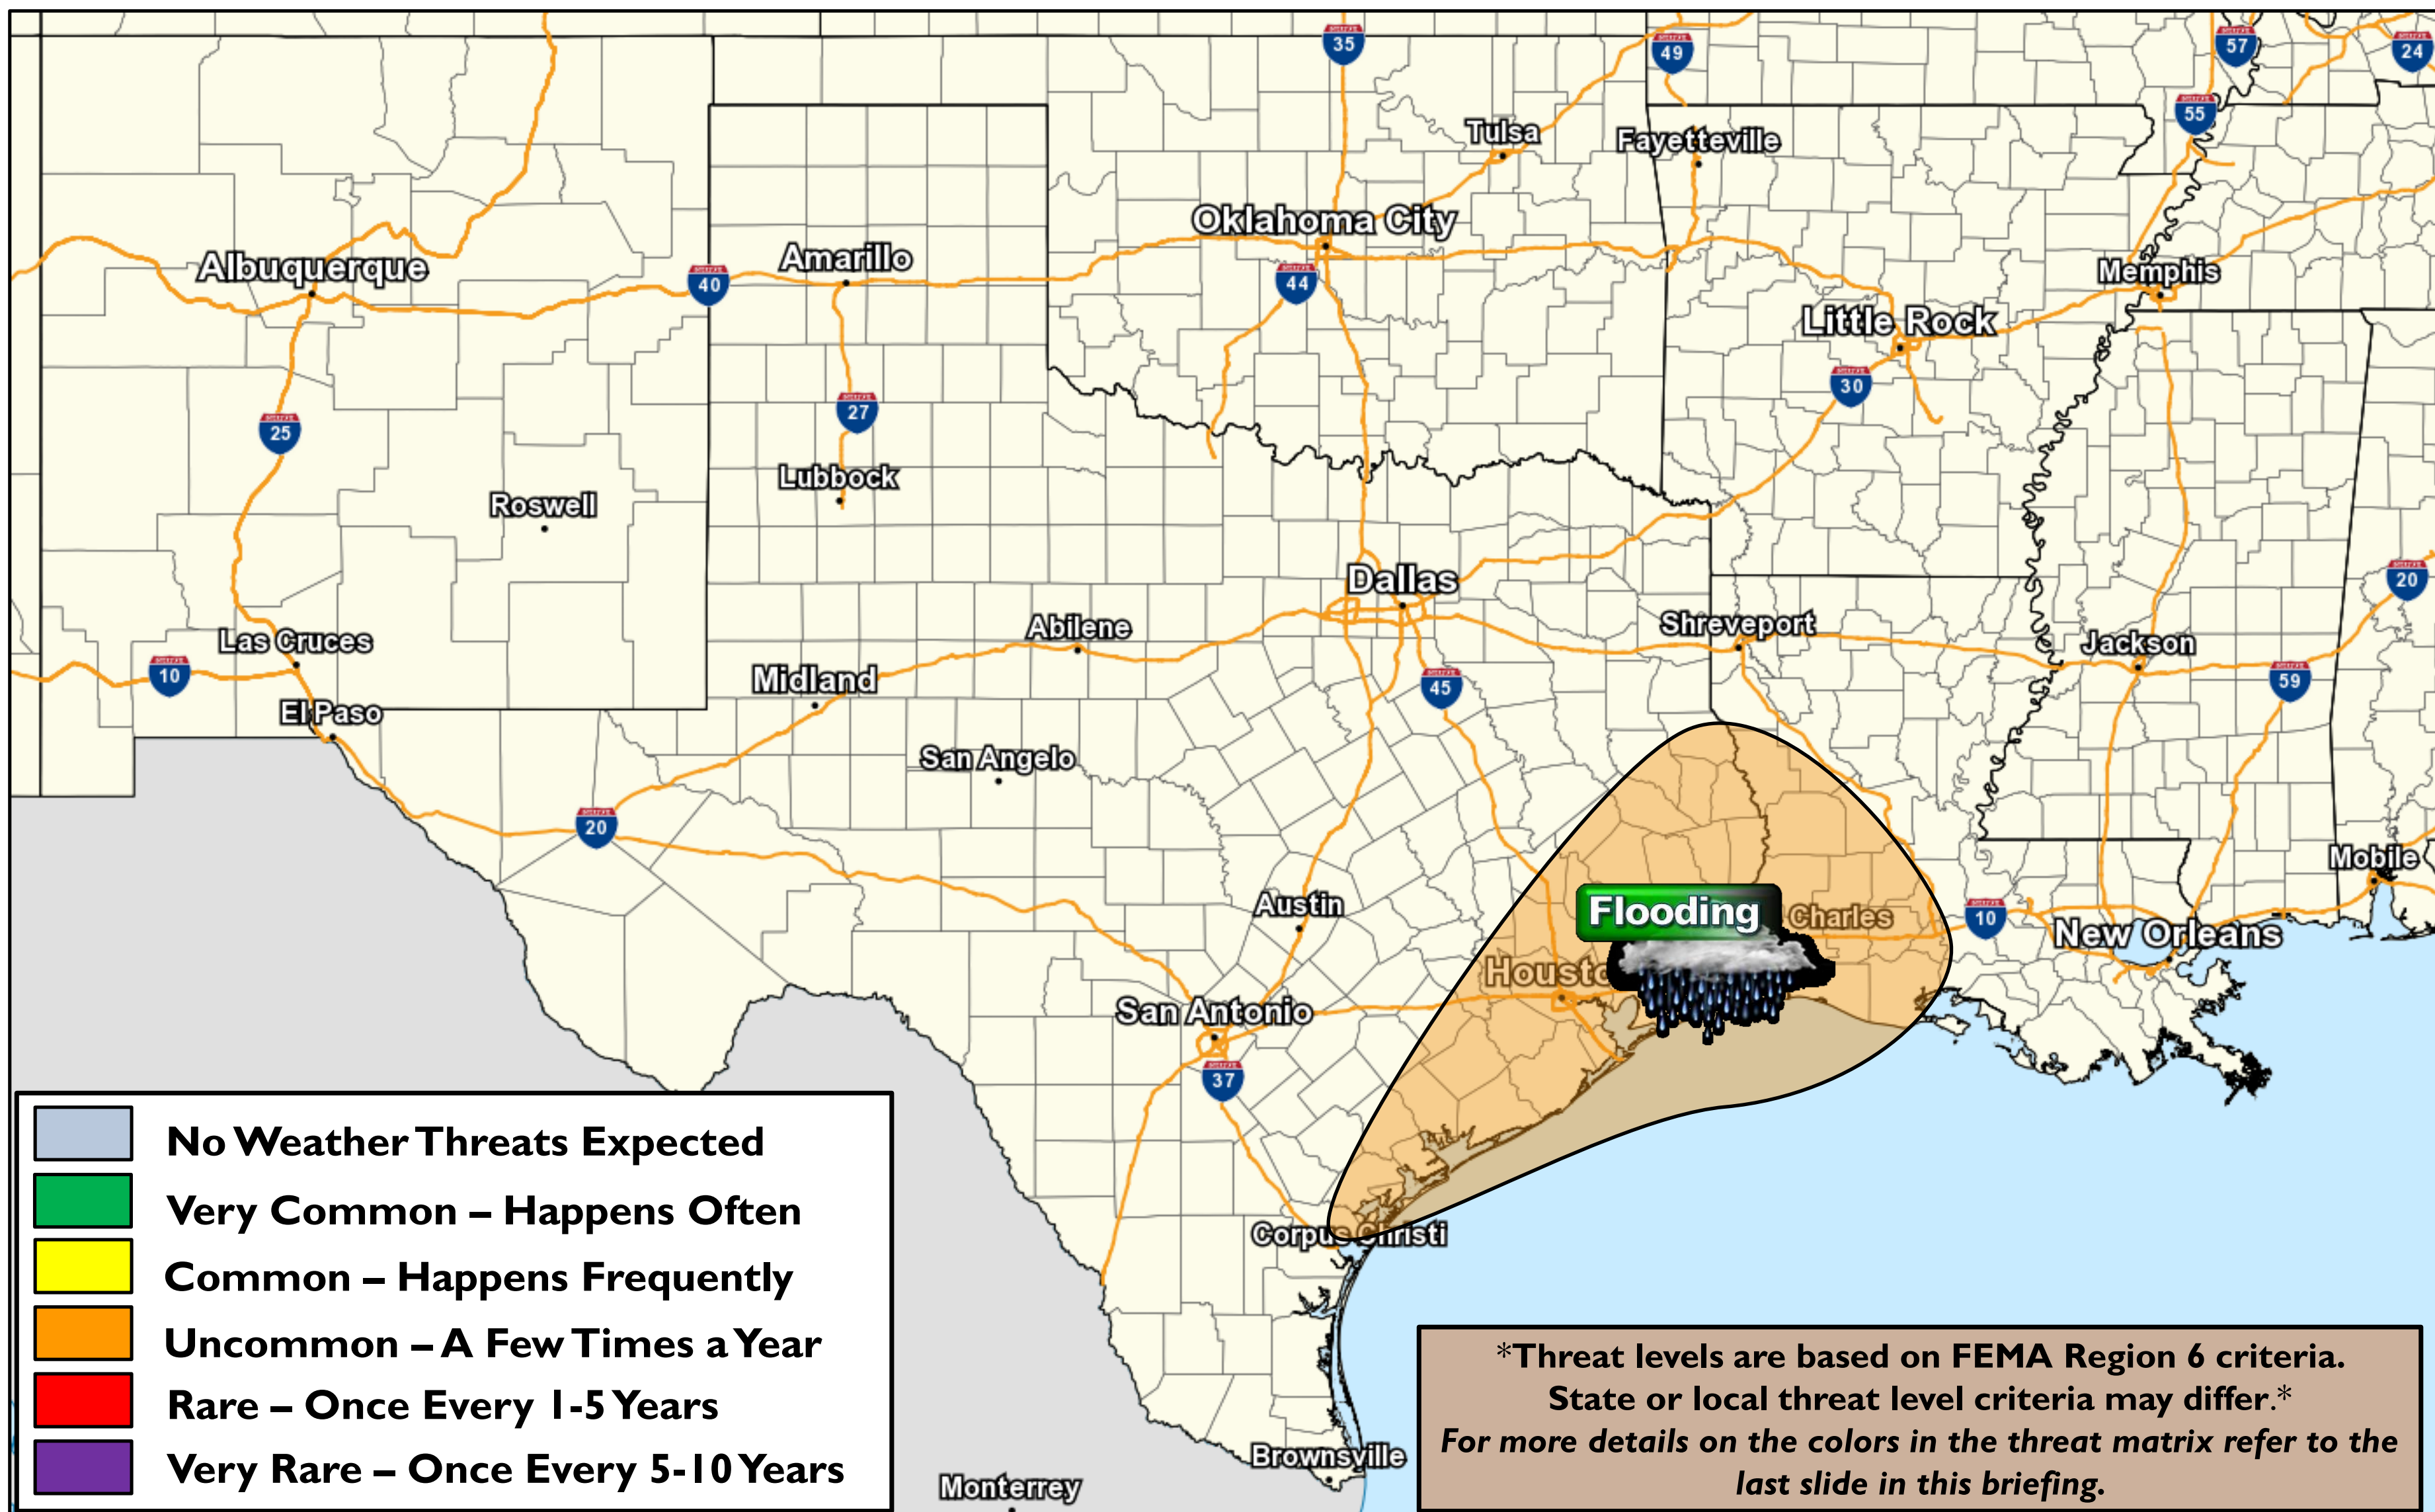 35
49
57
24
55
Tulsa
Fayetteville
Oklahoma City
Albuquerque
Amarillo
40
44
Memphis
Little Rock
30
27
25
Lubbock
Roswell
Dallas
20
Abilene
Shreveport
Las Cruces
Jackson
10
Midland
45
59
El Paso
San Angelo
20
Mobile
Austin
Flooding
Charles
10
New Orleans
Housto
San Antonio
37
Corpus Christi
Brownsville
Monterrey
No Weather Threats Expected
Very Common – Happens Often
Common – Happens Frequently
Uncommon – A Few Times a Year
Rare – Once Every 1-5 Years
Very Rare – Once Every 5-10 Years
*Threat levels are based on FEMA Region 6 criteria.
State or local threat level criteria may differ.*
For more details on the colors in the threat matrix refer to the
last slide in this briefing.